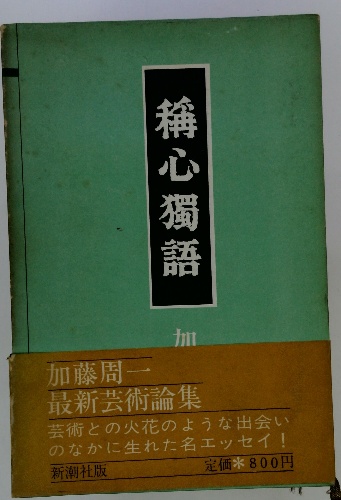 稱心獨語
加
加藤周一
最新芸術論集
芸術との火花のような出会い
のなかに生れた名エッセイ!
新潮社版
定価*800円